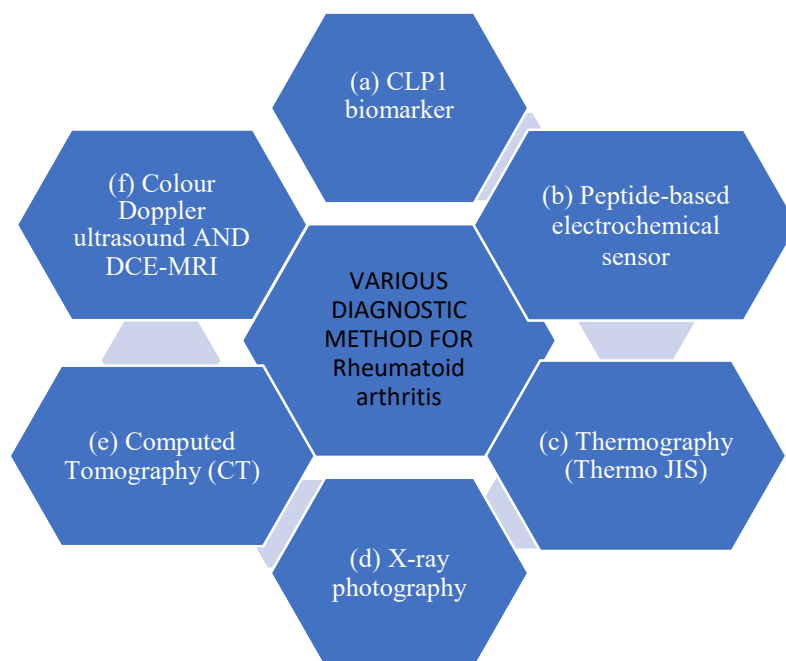 (a) CLP1
biomarker
(b) Peptide-based
electrochemical
sensor
(c) Thermography
(Thermo JIS)
(d) X-ray
photography
(e) Computed
Tomography (CT)
(f) Colour
Doppler
ultrasound AND
DCE-MRI
VARIOUS
DIAGNOSTIC
METHOD FOR
Rheumatoid
arthritis